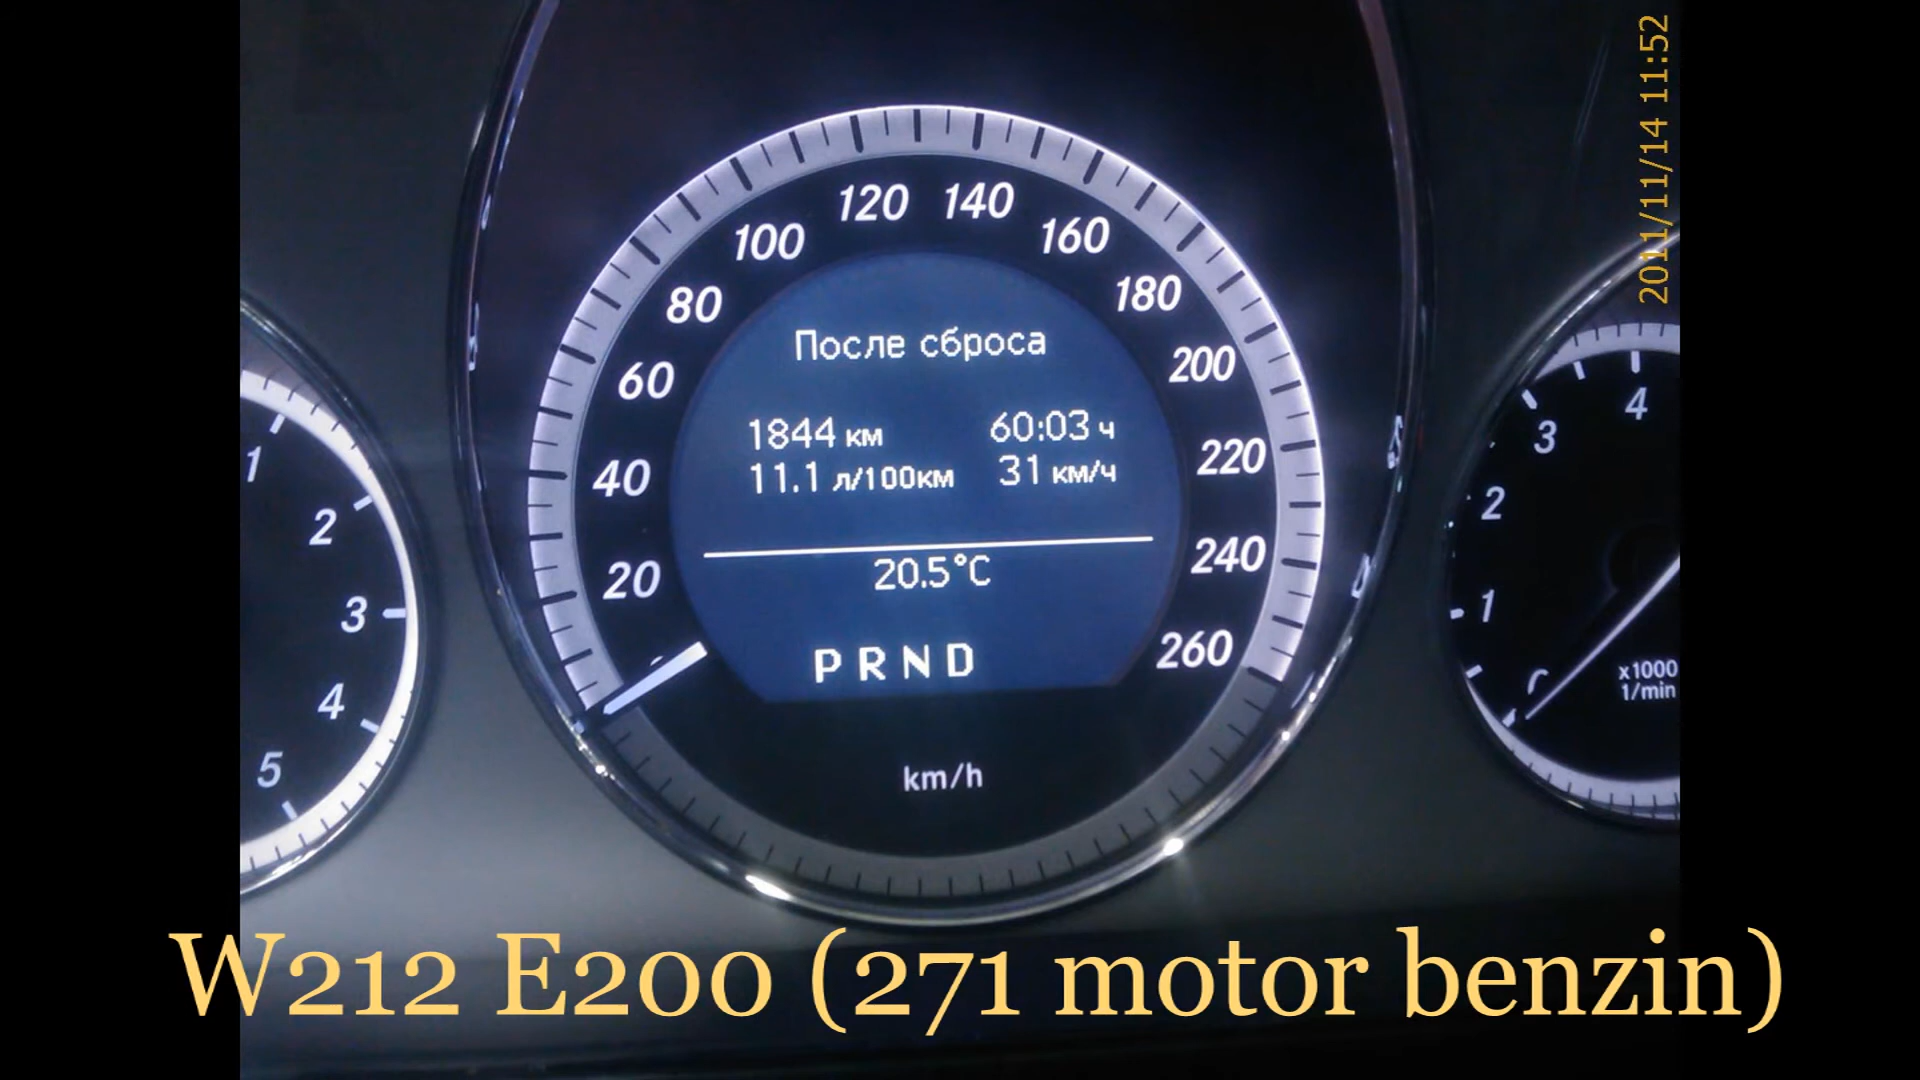 2011/11/14 11:52
120 140
100 160
80 180
60 200
40 220
20 240
260
После сброса
1844 км 60:03 ч
11.1 л/100км 31 км/ч
20.5°C
P R N D
km/h
1
2
3
4
5
4
3
2
1
x1000
1/min
W212 E200 (271 motor benzin)